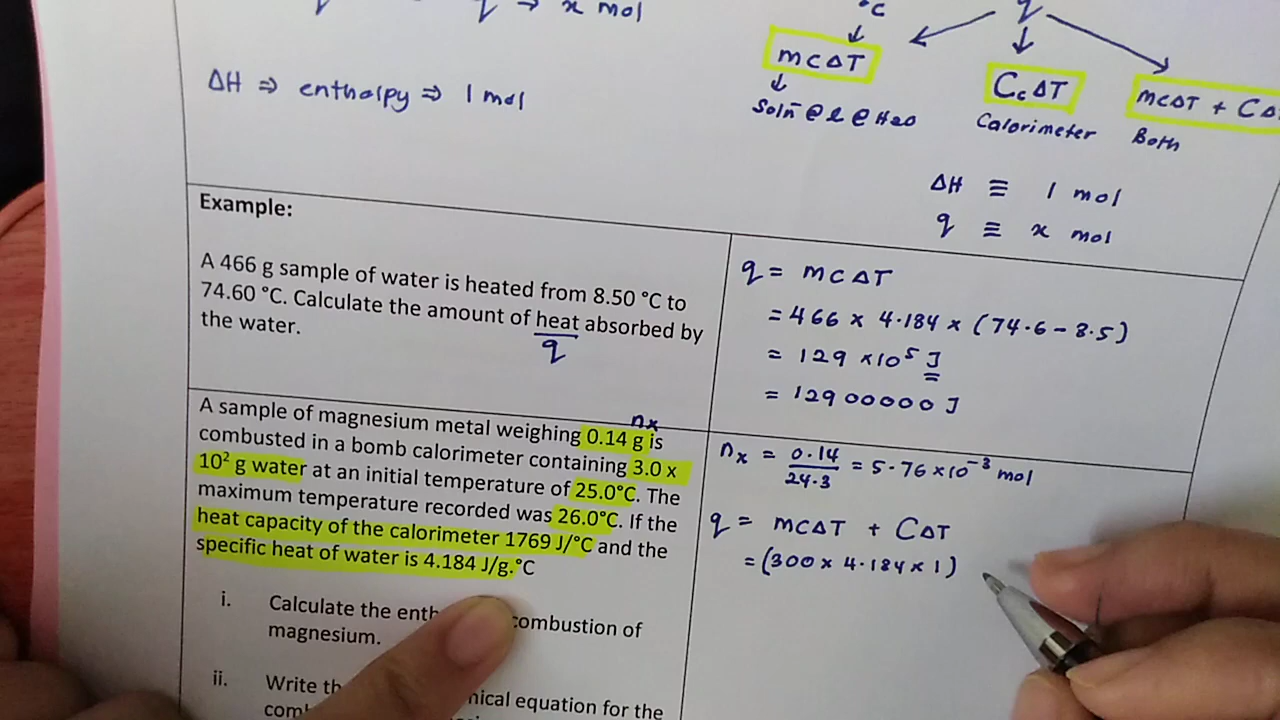 q ⇒ x mol
°C
q
mcΔT
CcΔT
mcΔT + CΔ
Soln @ l @ H2O
Calorimeter
Both
ΔH ⇒ enthalpy ⇒ 1 mol
ΔH ≡ 1 mol
q ≡ x mol
Example:
A 466 g sample of water is heated from 8.50 °C to
74.60 °C. Calculate the amount of heat absorbed by
the water.
q
q = mcΔT
= 466 × 4.184 × (74.6 − 8.5)
= 129 ×10⁵ J
= 12900000 J
nx
A sample of magnesium metal weighing 0.14 g is
combusted in a bomb calorimeter containing 3.0 x
10² g water at an initial temperature of 25.0°C. The
maximum temperature recorded was 26.0°C. If the
heat capacity of the calorimeter 1769 J/°C and the
specific heat of water is 4.184 J/g.°C
i. Calculate the enth ombustion of
magnesium.
ii. Write th nical equation for the
nx = 0.14/24.3 = 5.76 ×10⁻³ mol
q = mcΔT + CΔT
= (300 × 4.184 × 1)